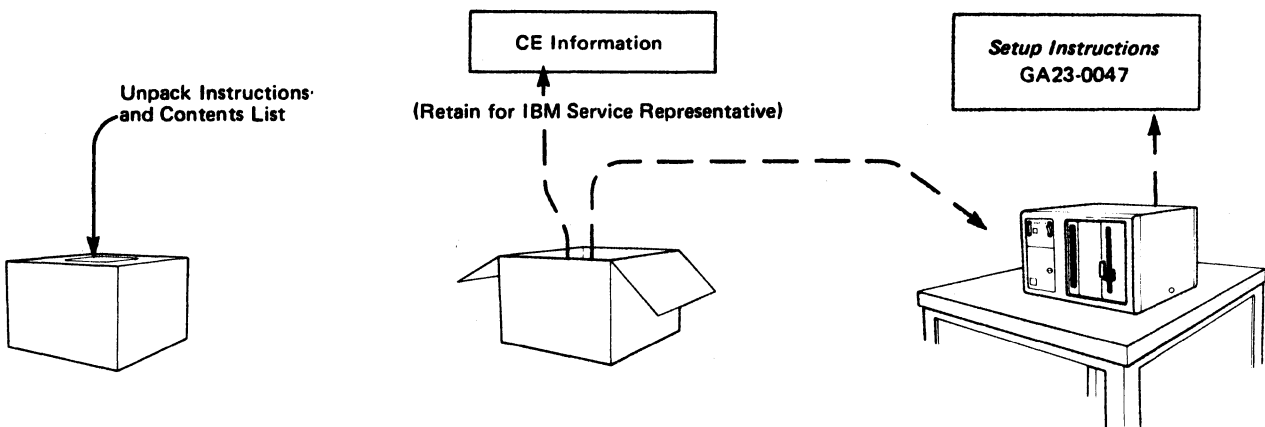 Unpack Instructions
and Contents List
CE Information
(Retain for IBM Service Representative)
Setup Instructions
GA23-0047